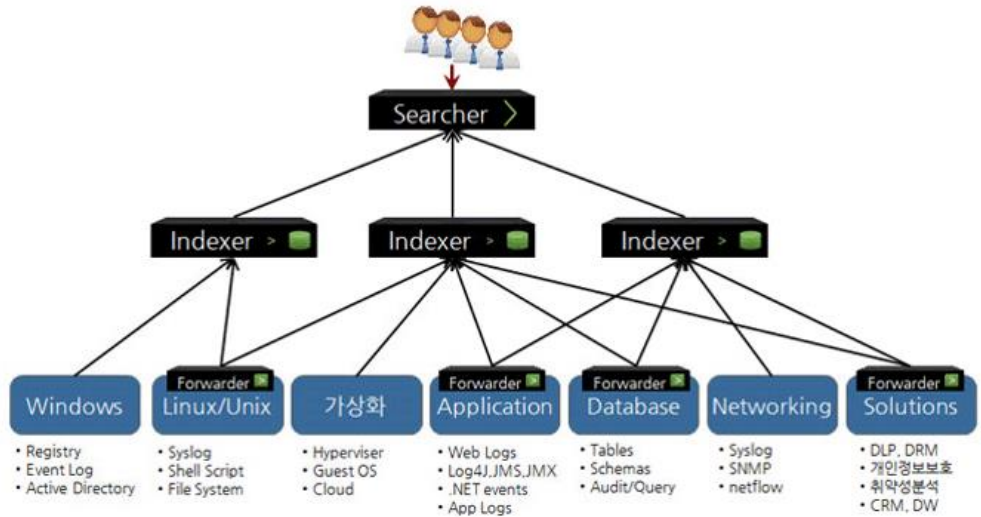 Searcher
Indexer
Indexer
Indexer
Forwarder
Forwarder
Forwarder
Forwarder
Windows
Linux/Unix
가상화
Application
Database
Networking
Solutions
• Registry
• Event Log
• Active Directory
• Syslog
• Shell Script
• File System
• Hyperviser
• Guest OS
• Cloud
• Web Logs
• Log4J,JMS,JMX
• .NET events
• App Logs
• Tables
• Schemas
• Audit/Query
• Syslog
• SNMP
• netflow
• DLP, DRM
• 개인정보보호
• 취약성분석
• CRM, DW